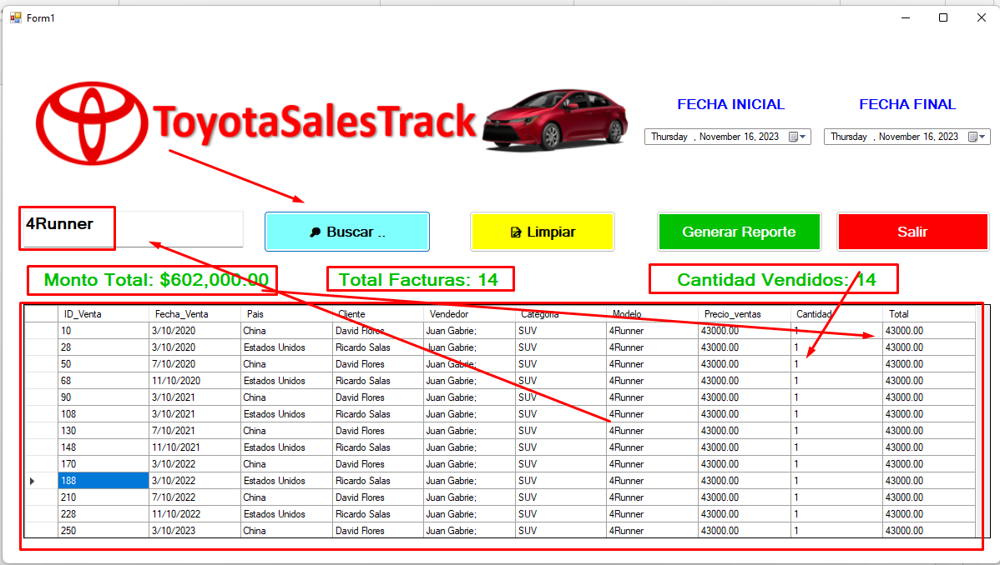 Form1
ToyotaSalesTrack
FECHA INICIAL FECHA FINAL
Thursday , November 16, 2023 Thursday , November 16, 2023
4Runner Buscar .. Limpiar Generar Reporte Salir
Monto Total: $602,000.00 Total Facturas: 14 Cantidad Vendidos: 14
ID_Venta Fecha_Venta Pais Cliente Vendedor Categoria Modelo Precio_ventas Cantidad Total
10 3/10/2020 China David Flores Juan Gabrie; SUV 4Runner 43000.00 1 43000.00
28 3/10/2020 Estados Unidos Ricardo Salas Juan Gabrie; SUV 4Runner 43000.00 1 43000.00
50 7/10/2020 China David Flores Juan Gabrie; SUV 4Runner 43000.00 1 43000.00
68 11/10/2020 Estados Unidos Ricardo Salas Juan Gabrie; SUV 4Runner 43000.00 1 43000.00
90 3/10/2021 China David Flores Juan Gabrie; SUV 4Runner 43000.00 1 43000.00
108 3/10/2021 Estados Unidos Ricardo Salas Juan Gabrie; SUV 4Runner 43000.00 1 43000.00
130 7/10/2021 China David Flores Juan Gabrie; SUV 4Runner 43000.00 1 43000.00
148 11/10/2021 Estados Unidos Ricardo Salas Juan Gabrie; SUV 4Runner 43000.00 1 43000.00
170 3/10/2022 China David Flores Juan Gabrie; SUV 4Runner 43000.00 1 43000.00
188 3/10/2022 Estados Unidos Ricardo Salas Juan Gabrie; SUV 4Runner 43000.00 1 43000.00
210 7/10/2022 China David Flores Juan Gabrie; SUV 4Runner 43000.00 1 43000.00
228 11/10/2022 Estados Unidos Ricardo Salas Juan Gabrie; SUV 4Runner 43000.00 1 43000.00
250 3/10/2023 China David Flores Juan Gabrie; SUV 4Runner 43000.00 1 43000.00